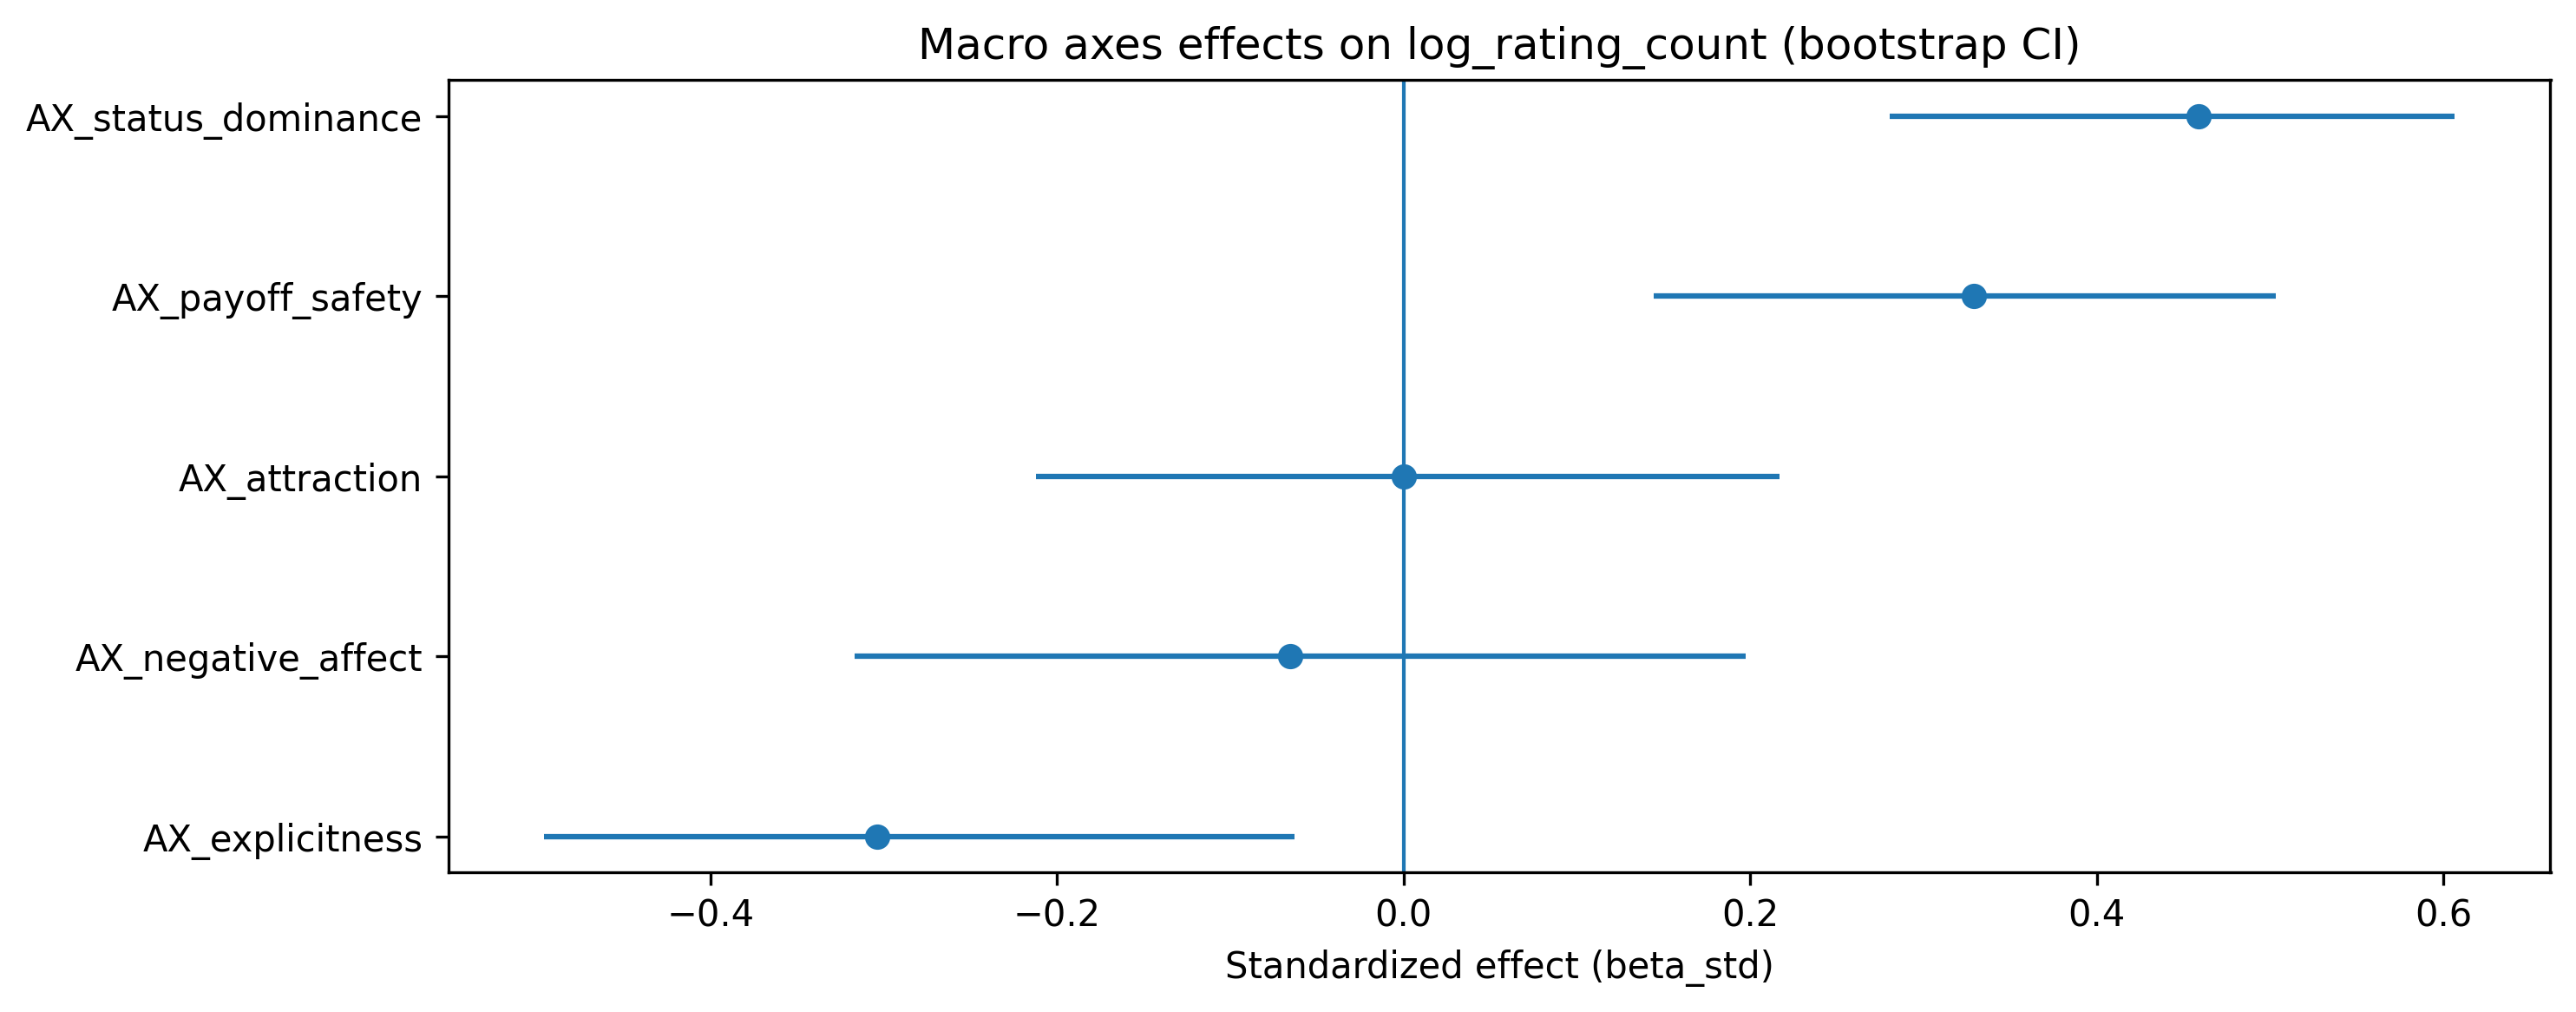 Macro axes effects on log_rating_count (bootstrap CI)
AX_status_dominance
AX_payoff_safety
AX_attraction
AX_negative_affect
AX_explicitness
−0.4 −0.2 0.0 0.2 0.4 0.6
Standardized effect (beta_std)